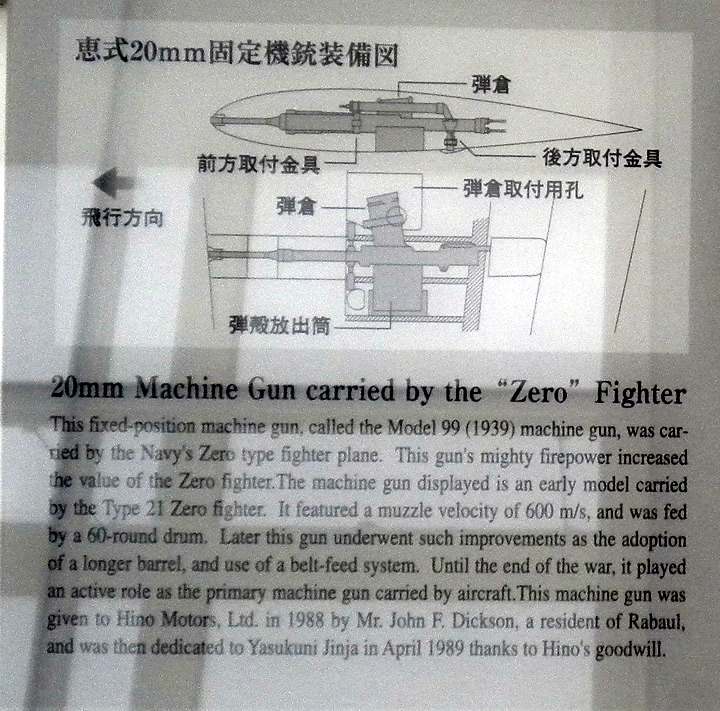 恵式20mm固定機銃装備図
弾倉
前方取付金具
後方取付金具
弾倉取付用孔
弾倉
飛行方向
弾殻放出筒
20mm Machine Gun carried by the “Zero” Fighter
This fixed-position machine gun, called the Model 99 (1939) machine gun, was car-
ried by the Navy's Zero type fighter plane. This gun's mighty firepower increased
the value of the Zero fighter.The machine gun displayed is an early model carried
by the Type 21 Zero fighter. It featured a muzzle velocity of 600 m/s, and was fed
by a 60-round drum. Later this gun underwent such improvements as the adoption
of a longer barrel, and use of a belt-feed system. Until the end of the war, it played
an active role as the primary machine gun carried by aircraft.This machine gun was
given to Hino Motors, Ltd. in 1988 by Mr. John F. Dickson, a resident of Rabaul,
and was then dedicated to Yasukuni Jinja in April 1989 thanks to Hino's goodwill.